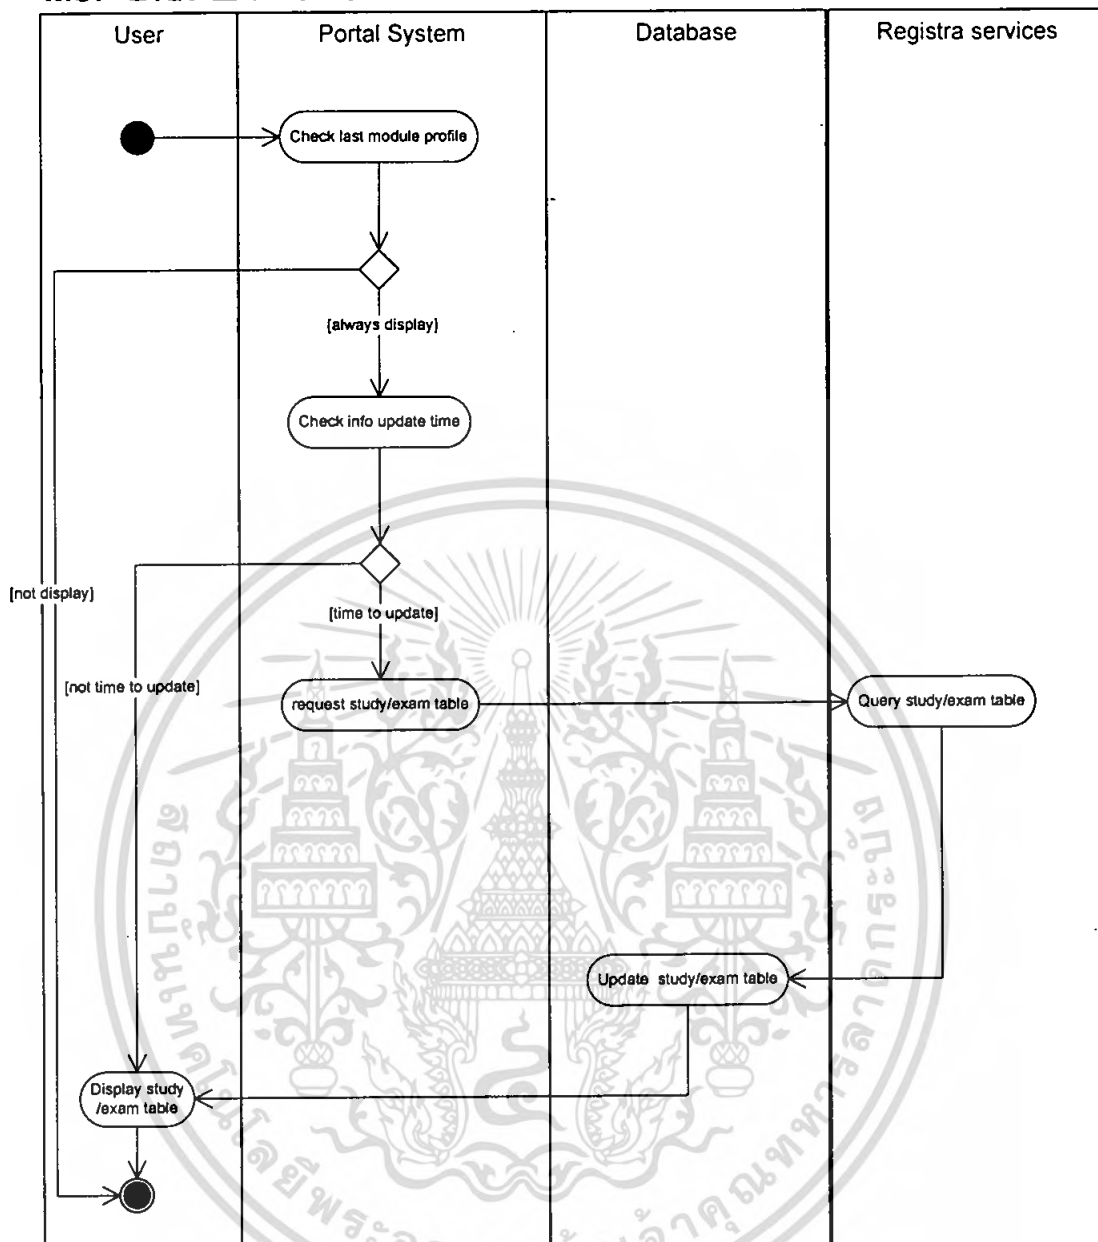 User
Portal System
Database
Registra services
Check last module profile
[always display]
Check info update time
[not display]
[time to update]
[not time to update]
request study/exam table
Query study/exam table
Update study/exam table
Display study
/exam table